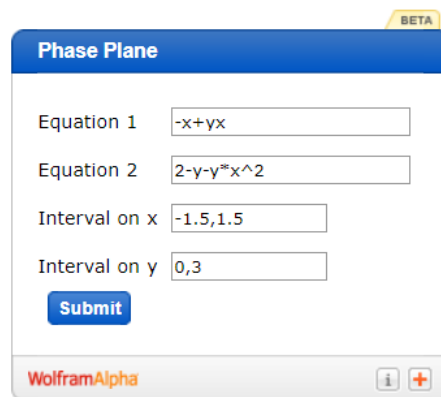 BETA
Phase Plane
Equation 1 -x+yx
Equation 2 2-y-y*x^2
Interval on x -1.5,1.5
Interval on y 0,3
Submit
WolframAlpha i +